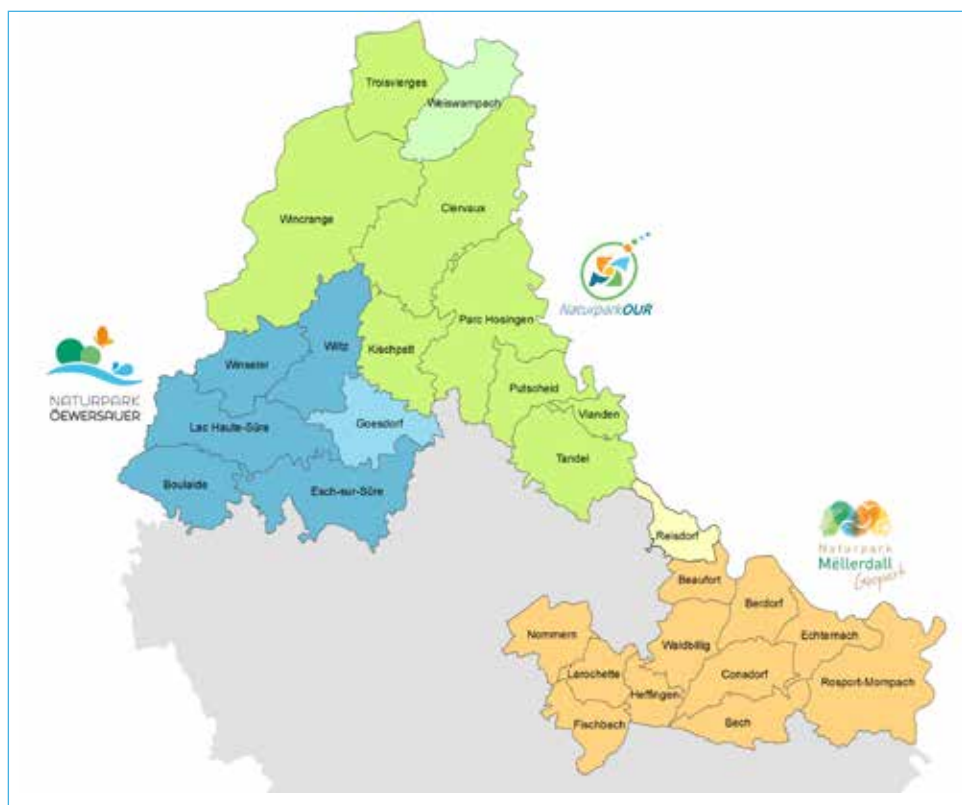 Troisvierges
Weiswampach
Wincrange
Clervaux
NaturparkOUR
Parc Hosingen
Kischpelt
Wiltz
Winseler
NATURPARK
ÖEWERSAUER
Putscheid
Vianden
Goesdorf
Lac Haute-Sûre
Tandel
Boulaide
Esch-sur-Sûre
Reisdorf
Naturpark
Mëllerdall
Geopark
Beaufort
Berdorf
Nommern
Echternach
Waldbillig
Larochette
Consdorf
Rosport-Mompach
Heffingen
Fischbach
Bech